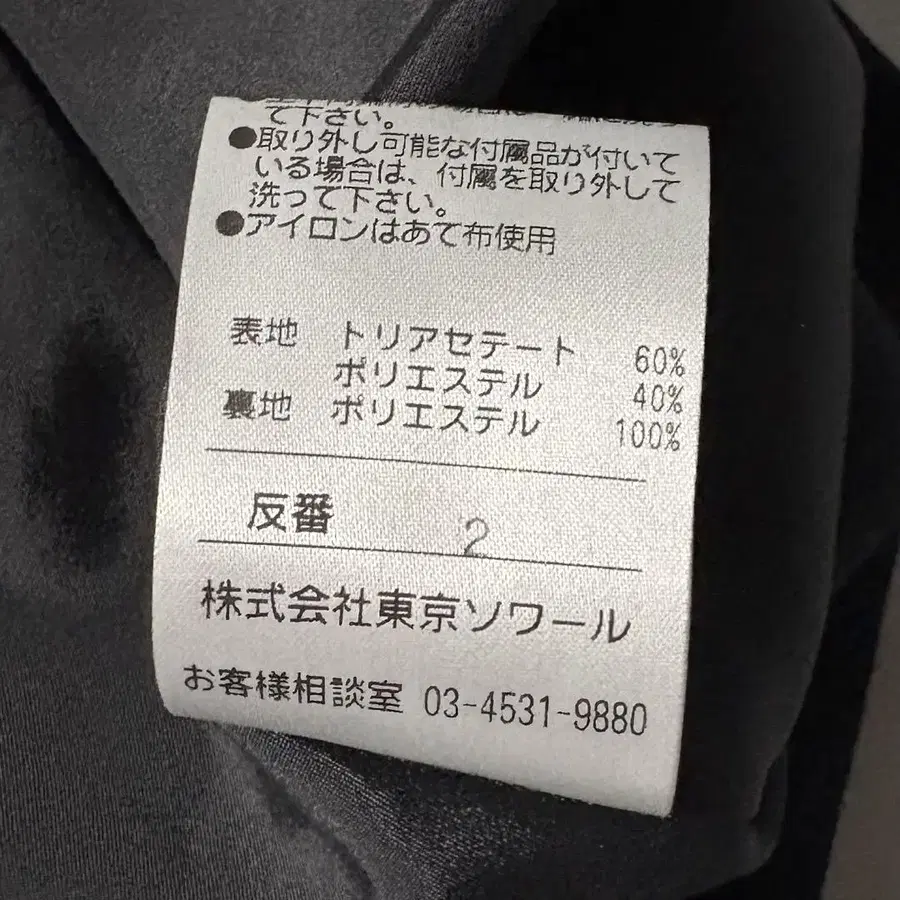 て下さい。
●取り外し可能な付属品が付いて
いる場合は、付属を取り外して
洗って下さい。
●アイロンはあて布使用
表地 トリアセテート 60%
ポリエステル 40%
裏地 ポリエステル 100%
反番 2
株式会社東京ソワール
お客様相談室 03-4531-9880